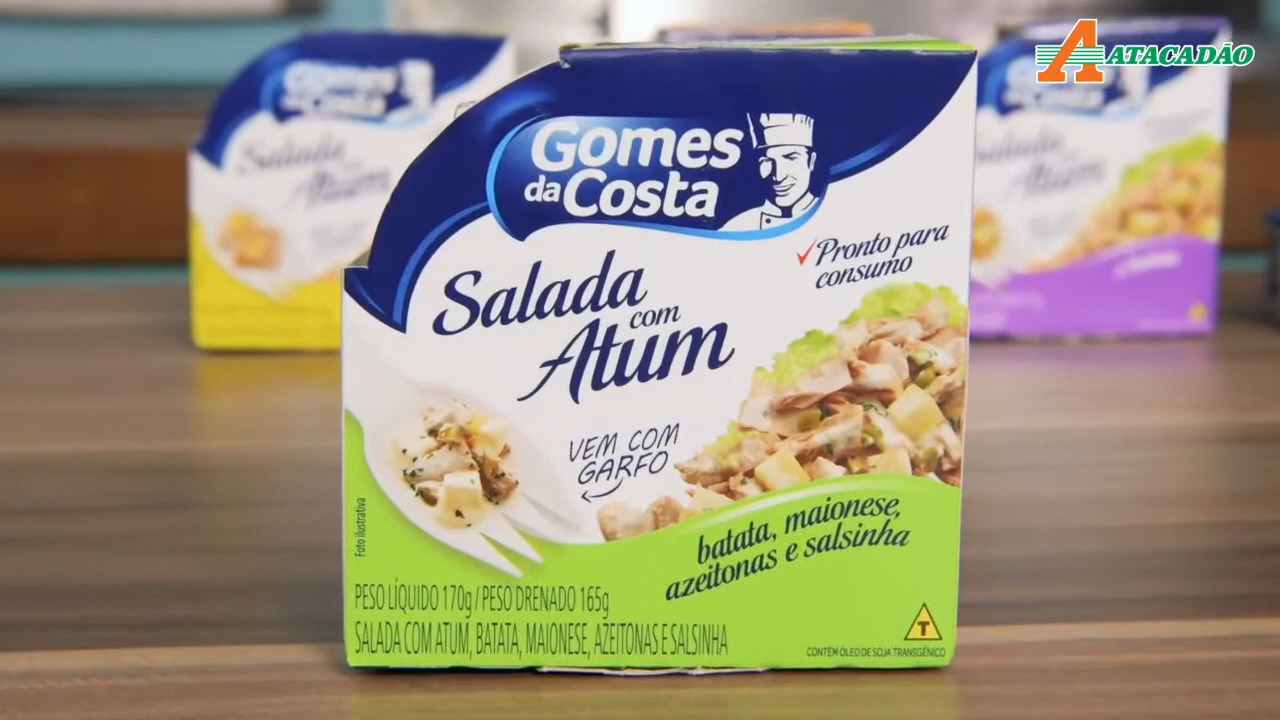 ATACADÃO
Gomes
da Costa
Salada
com
Atum
Pronto para
consumo
VEM COM
GARFO
batata, maionese,
azeitonas e salsinha
Foto ilustrativa
PESO LÍQUIDO 170g / PESO DRENADO 165g
SALADA COM ATUM, BATATA, MAIONESE, AZEITONAS E SALSINHA
T
CONTÉM ÓLEO DE SOJA TRANSGÊNICO
Gomes
da Costa
Salada
com
Atum
Gomes
da Costa
Salada
com
Atum